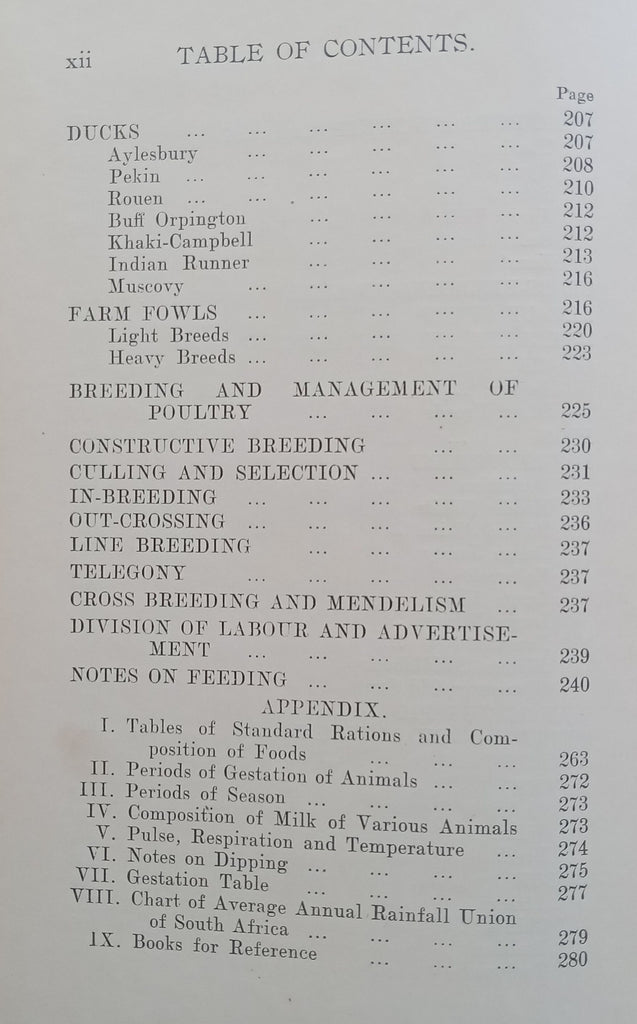 xii TABLE OF CONTENTS.
Page
DUCKS ... ... ... ... ... ... 207
Aylesbury ... ... ... ... ... 207
Pekin ... ... ... ... ... ... 208
Rouen ... ... ... ... ... ... 210
Buff Orpington ... ... ... ... 212
Khaki-Campbell ... ... ... ... 212
Indian Runner ... ... ... ... 213
Muscovy ... ... ... ... ... 216
FARM FOWLS ... ... ... ... ... 216
Light Breeds ... ... ... ... ... 220
Heavy Breeds ... ... ... ... ... 223
BREEDING AND MANAGEMENT OF
POULTRY ... ... ... ... 225
CONSTRUCTIVE BREEDING ... ... 230
CULLING AND SELECTION ... ... ... 231
IN-BREEDING ... ... ... ... ... 233
OUT-CROSSING ... ... ... ... ... 236
LINE BREEDING ... ... ... ... 237
TELEGONY ... ... ... ... ... 237
CROSS BREEDING AND MENDELISM ... 237
DIVISION OF LABOUR AND ADVERTISE-
MENT ... ... ... ... ... 239
NOTES ON FEEDING ... ... ... ... 240
APPENDIX.
I. Tables of Standard Rations and Com-
position of Foods ... ... ... 263
II. Periods of Gestation of Animals ... ... 272
III. Periods of Season ... ... ... ... 273
IV. Composition of Milk of Various Animals 273
V. Pulse, Respiration and Temperature ... 274
VI. Notes on Dipping ... ... ... ... 275
VII. Gestation Table ... ... ... ... 277
VIII. Chart of Average Annual Rainfall Union
of South Africa ... ... ... ... 279
IX. Books for Reference ... ... ... 280